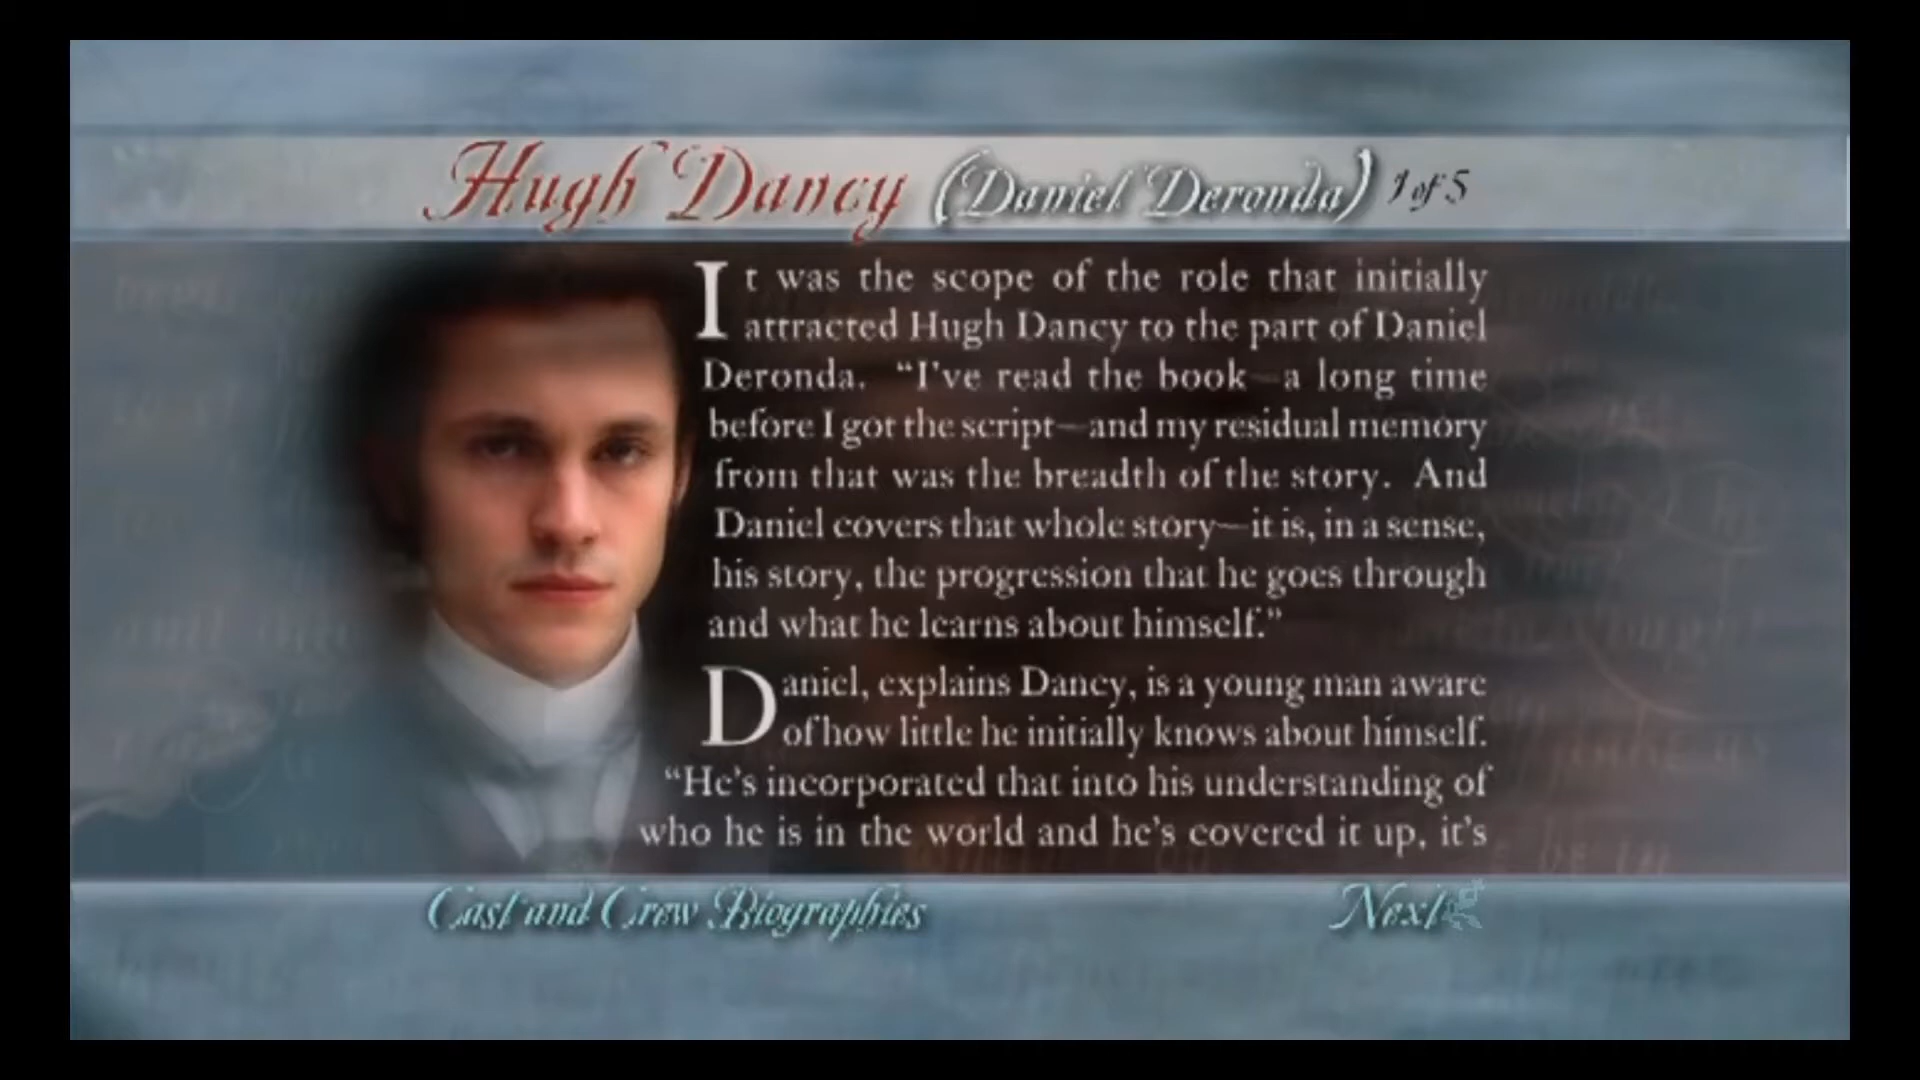 Hugh Dancy (Daniel Deronda) 1 of 5
It was the scope of the role that initially
attracted Hugh Dancy to the part of Daniel
Deronda. “I've read the book—a long time
before I got the script—and my residual memory
from that was the breadth of the story. And
Daniel covers that whole story—it is, in a sense,
his story, the progression that he goes through
and what he learns about himself.”
Daniel, explains Dancy, is a young man aware
of how little he initially knows about himself.
“He's incorporated that into his understanding of
who he is in the world and he's covered it up, it's
Cast and Crew Biographies
Next